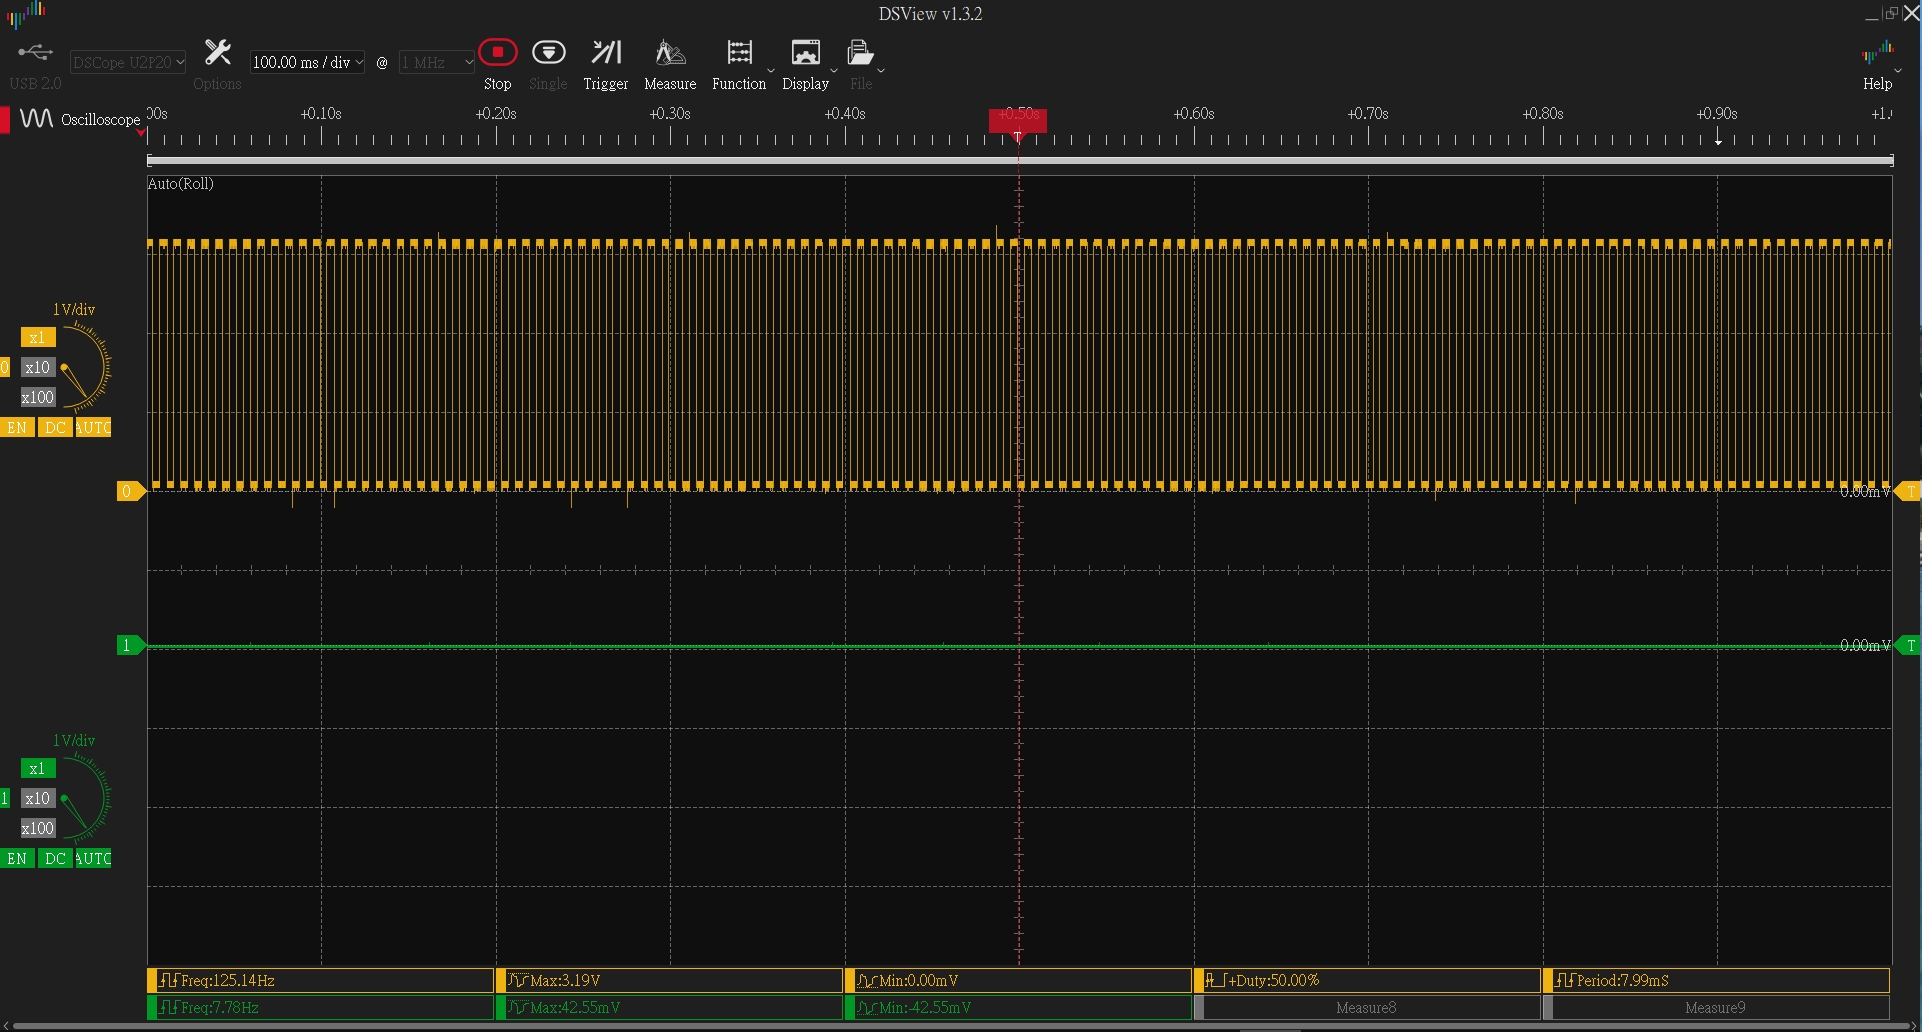 DSView v1.3.2
USB 2.0
DSCope U2P20
Options
100.00 ms / div
@
1 MHz
Stop
Single
Trigger
Measure
Function
Display
File
Help
Oscilloscope
00s +0.10s +0.20s +0.30s +0.40s +0.50s +0.60s +0.70s +0.80s +0.90s +1.0
T
Auto(Roll)
1V/div
x1
0 x10
x100
EN DC AUTO
0
0.00mV T
1
0.00mV T
1V/div
x1
1 x10
x100
EN DC AUTO
Freq:125.14Hz Max:3.19V Min:0.00mV +Duty:50.00% Period:7.99mS
Freq:7.78Hz Max:42.55mV Min:-42.55mV Measure8 Measure9